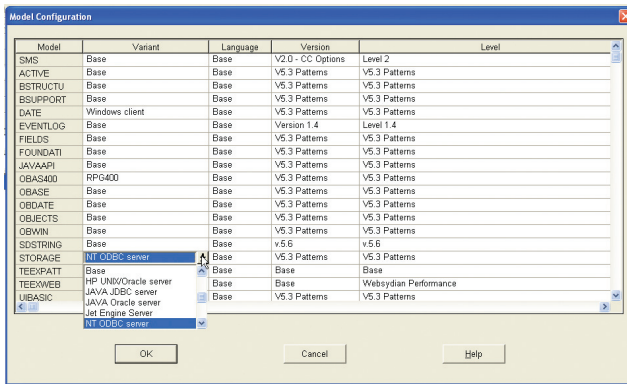 Model Configuration
Model Variant Language Version Level
SMS Base Base V2.0 - CC Options Level 2
ACTIVE Base Base V5.3 Patterns V5.3 Patterns
BSTRUCTU Base Base V5.3 Patterns V5.3 Patterns
BSUPPORT Base Base V5.3 Patterns V5.3 Patterns
DATE Windows client Base V5.3 Patterns V5.3 Patterns
EVENTLOG Base Base Version 1.4 Level 1.4
FIELDS Base Base V5.3 Patterns V5.3 Patterns
FOUNDATI Base Base V5.3 Patterns V5.3 Patterns
JAVAAPI Base Base V5.3 Patterns V5.3 Patterns
OBAS400 RPG400 Base V5.3 Patterns V5.3 Patterns
OBASE Base Base V5.3 Patterns V5.3 Patterns
OBDATE Base Base V5.3 Patterns V5.3 Patterns
OBJECTS Base Base V5.3 Patterns V5.3 Patterns
OBWIN Base Base V5.3 Patterns V5.3 Patterns
SDSTRING Base Base v.5.6 v.5.6
STORAGE NT ODBC server Base V5.3 Patterns V5.3 Patterns
TEEXPATT Base Base Base Base
TEEXWEB HP UNIX/Oracle server Base Base Websydian Performance
JAVA JDBC server
UIBASIC JAVA Oracle server Base V5.3 Patterns V5.3 Patterns
Jet Engine Server
NT ODBC server
OK Cancel Help